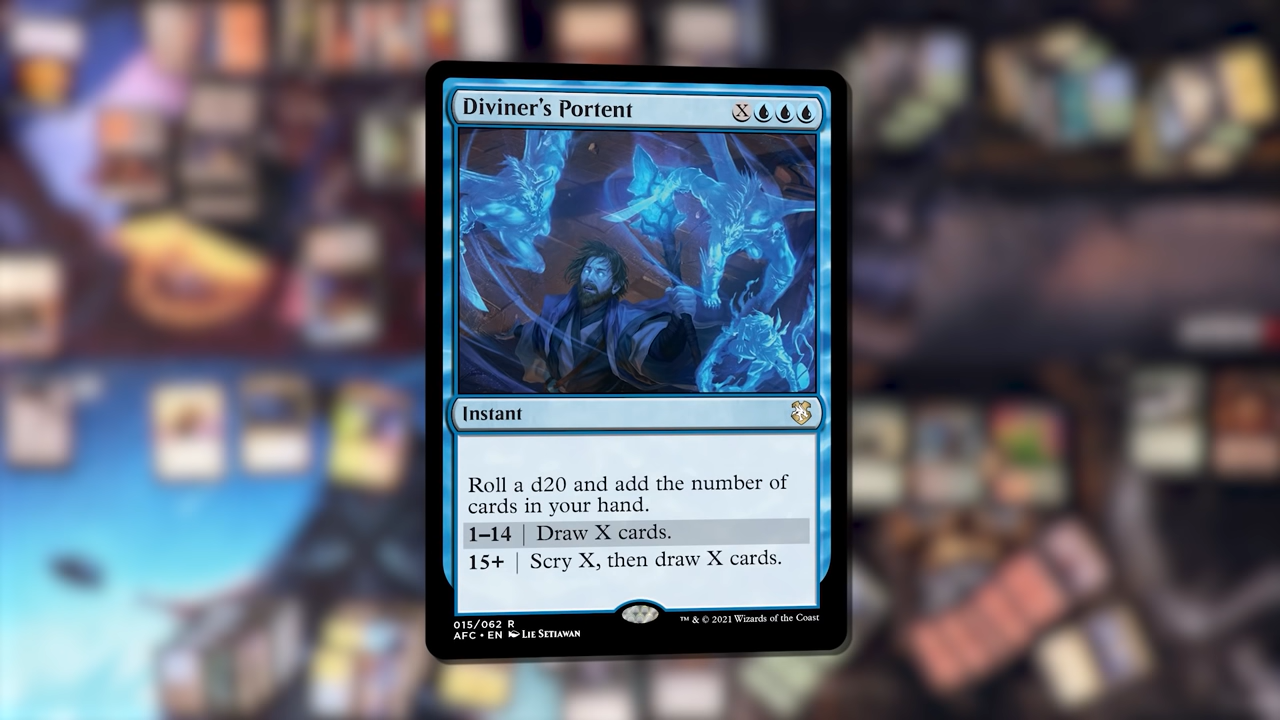 Diviner's Portent X
Instant
Roll a d20 and add the number of
cards in your hand.
1–14 | Draw X cards.
15+ | Scry X, then draw X cards.
015/062 R
AFC • EN Lie Setiawan
™ & © 2021 Wizards of the Coast